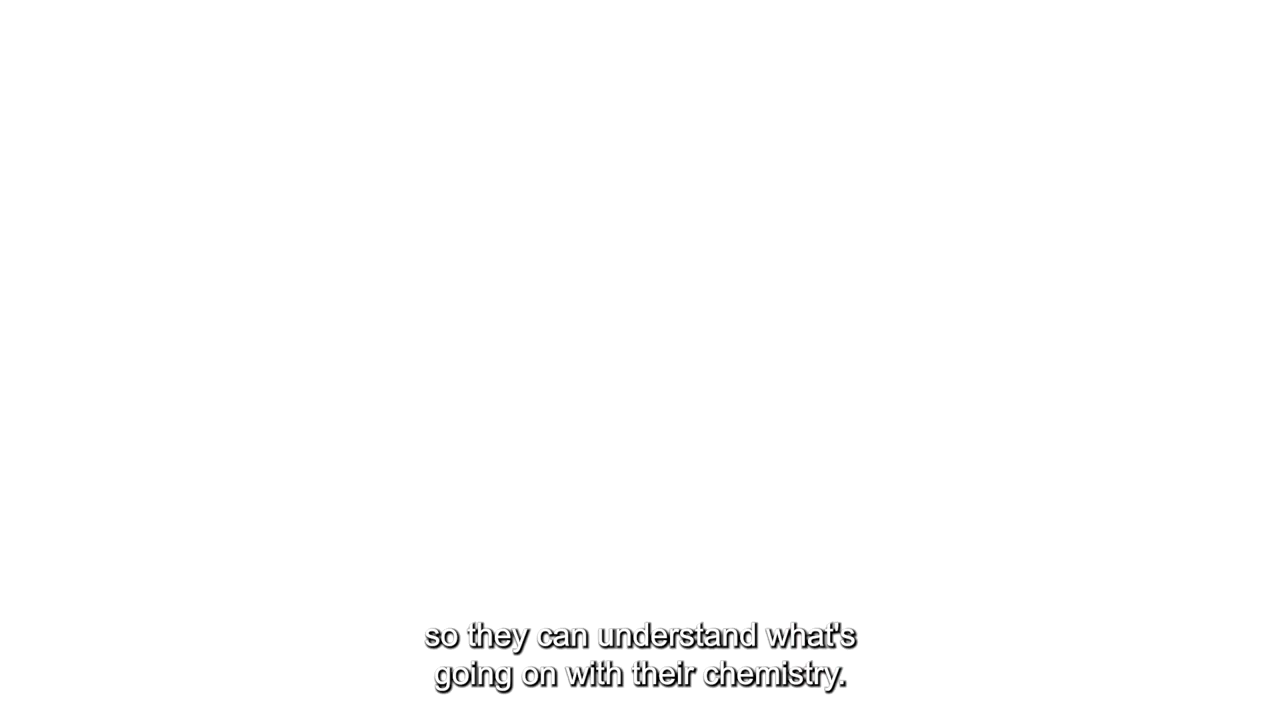 so they can understand what's
going on with their chemistry.